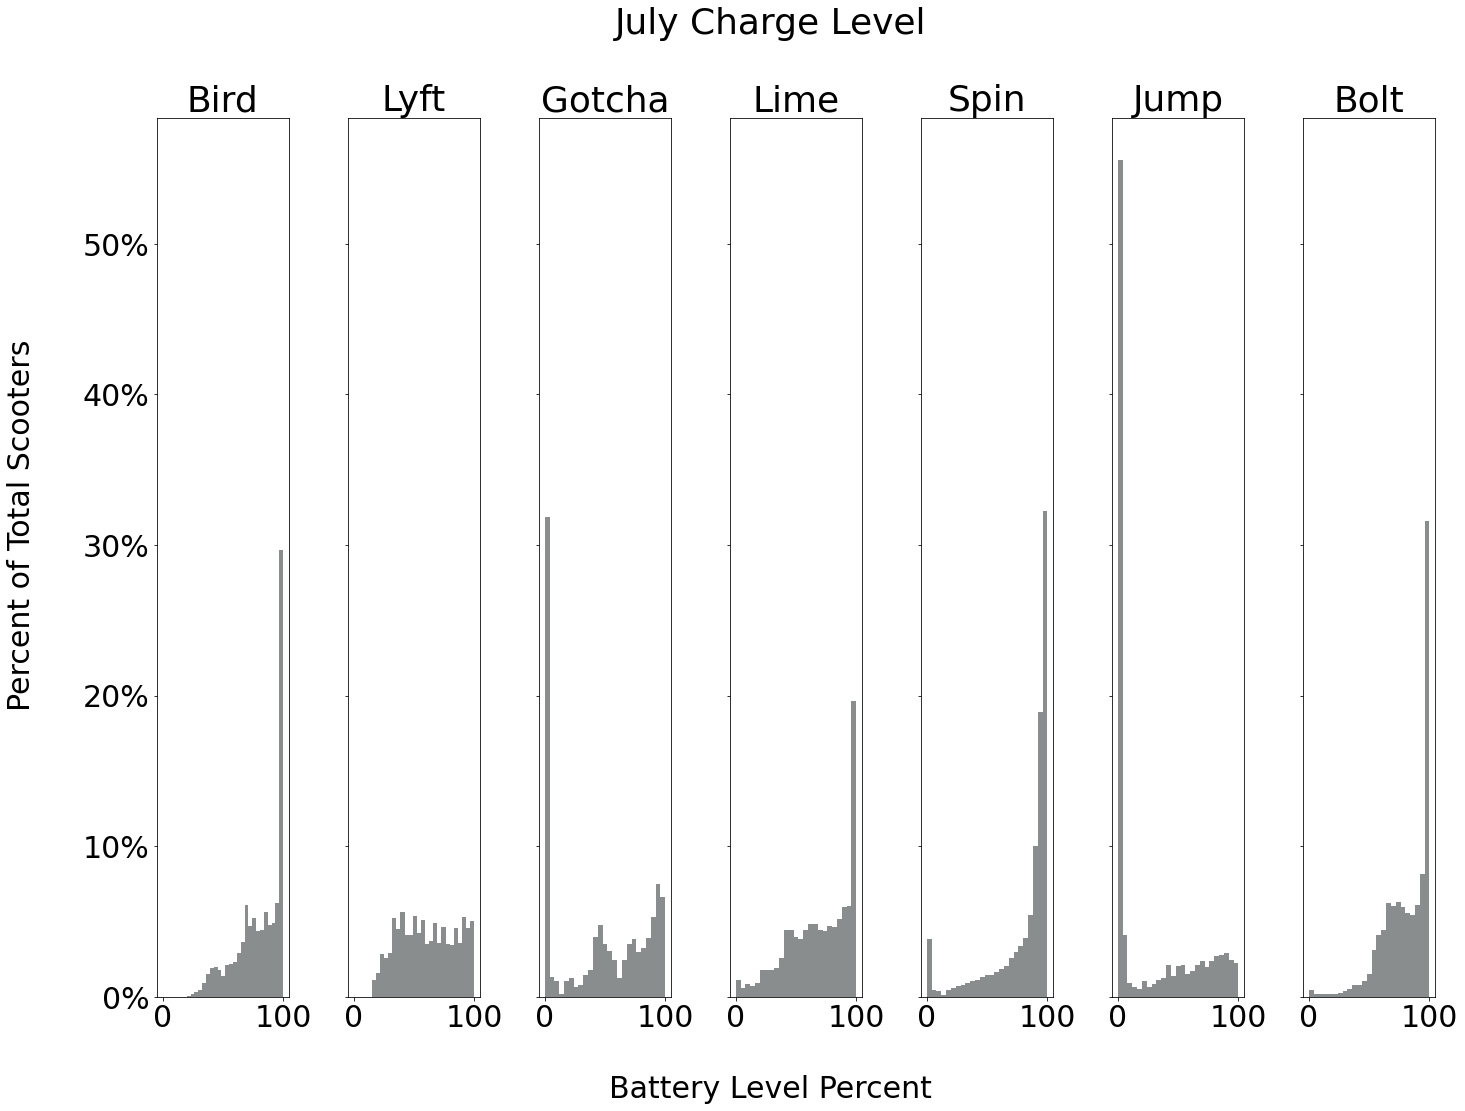 July Charge Level
Bird Lyft Gotcha Lime Spin Jump Bolt
50%
40%
30%
20%
10%
0%
Percent of Total Scooters
0 100 0 100 0 100 0 100 0 100 0 100 0 100
Battery Level Percent